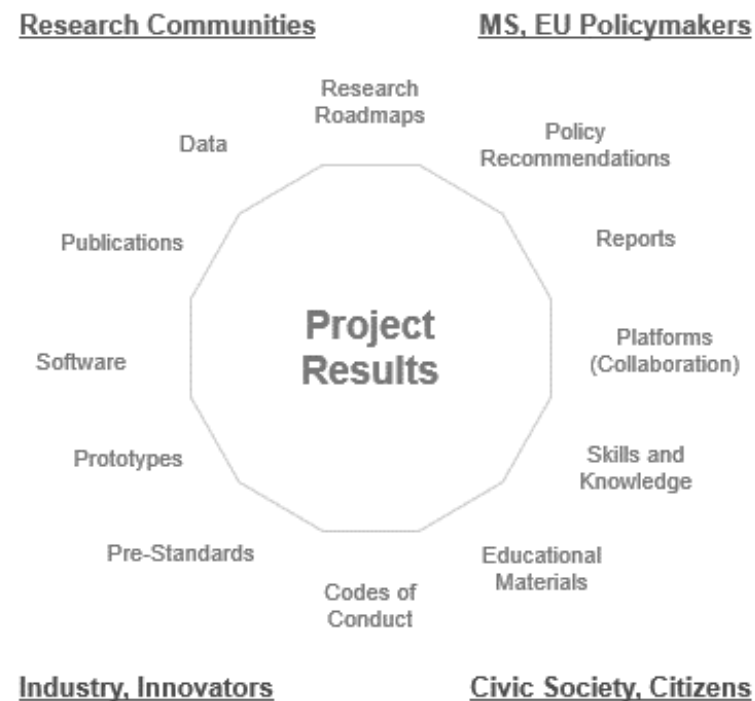 Research Communities
MS, EU Policymakers
Research
Roadmaps
Data
Policy
Recommendations
Publications
Reports
Project
Results
Software
Platforms
(Collaboration)
Prototypes
Skills and
Knowledge
Pre-Standards
Educational
Materials
Codes of
Conduct
Industry, Innovators
Civic Society, Citizens